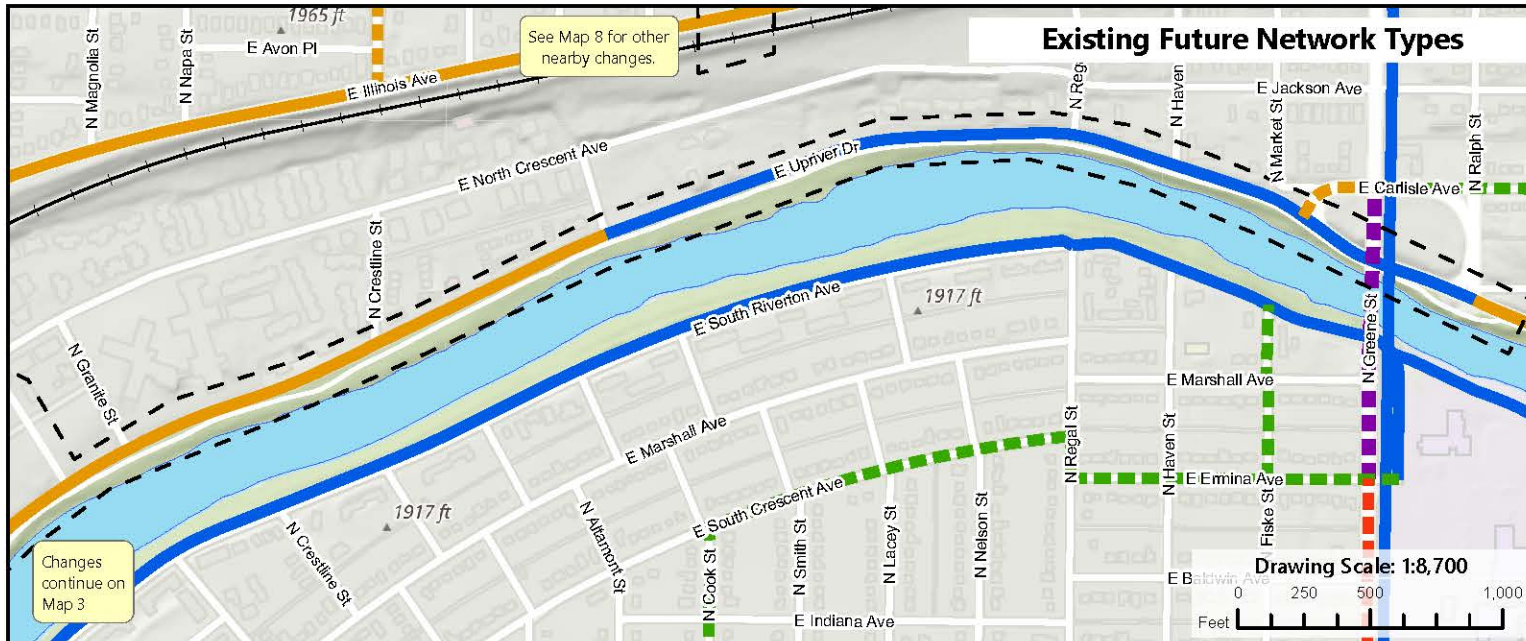 Existing Future Network Types
1965 ft
N Magnolia St
N Napa St
E Avon Pl
E Illinois Ave
See Map 8 for other
nearby changes.
E North Crescent Ave
N Crestline St
N Granite St
E Upriver Dr
N Haven
E Jackson Ave
N Market St
N Ralph St
E Carlisle Ave
E South Riverton Ave
1917 ft
N Greene St
E Marshall Ave
E Marshall Ave
N Regal St
N Haven St
E Ermina Ave
N Fiske St
E South Crescent Ave
1917 ft
N Crestline St
N Altamont St
N Cook St
N Smith St
N Lacey St
N Nelson St
E Indiana Ave
E Baldwin Ave
Changes
continue on
Map 3
Drawing Scale: 1:8,700
0 250 500 1,000
Feet